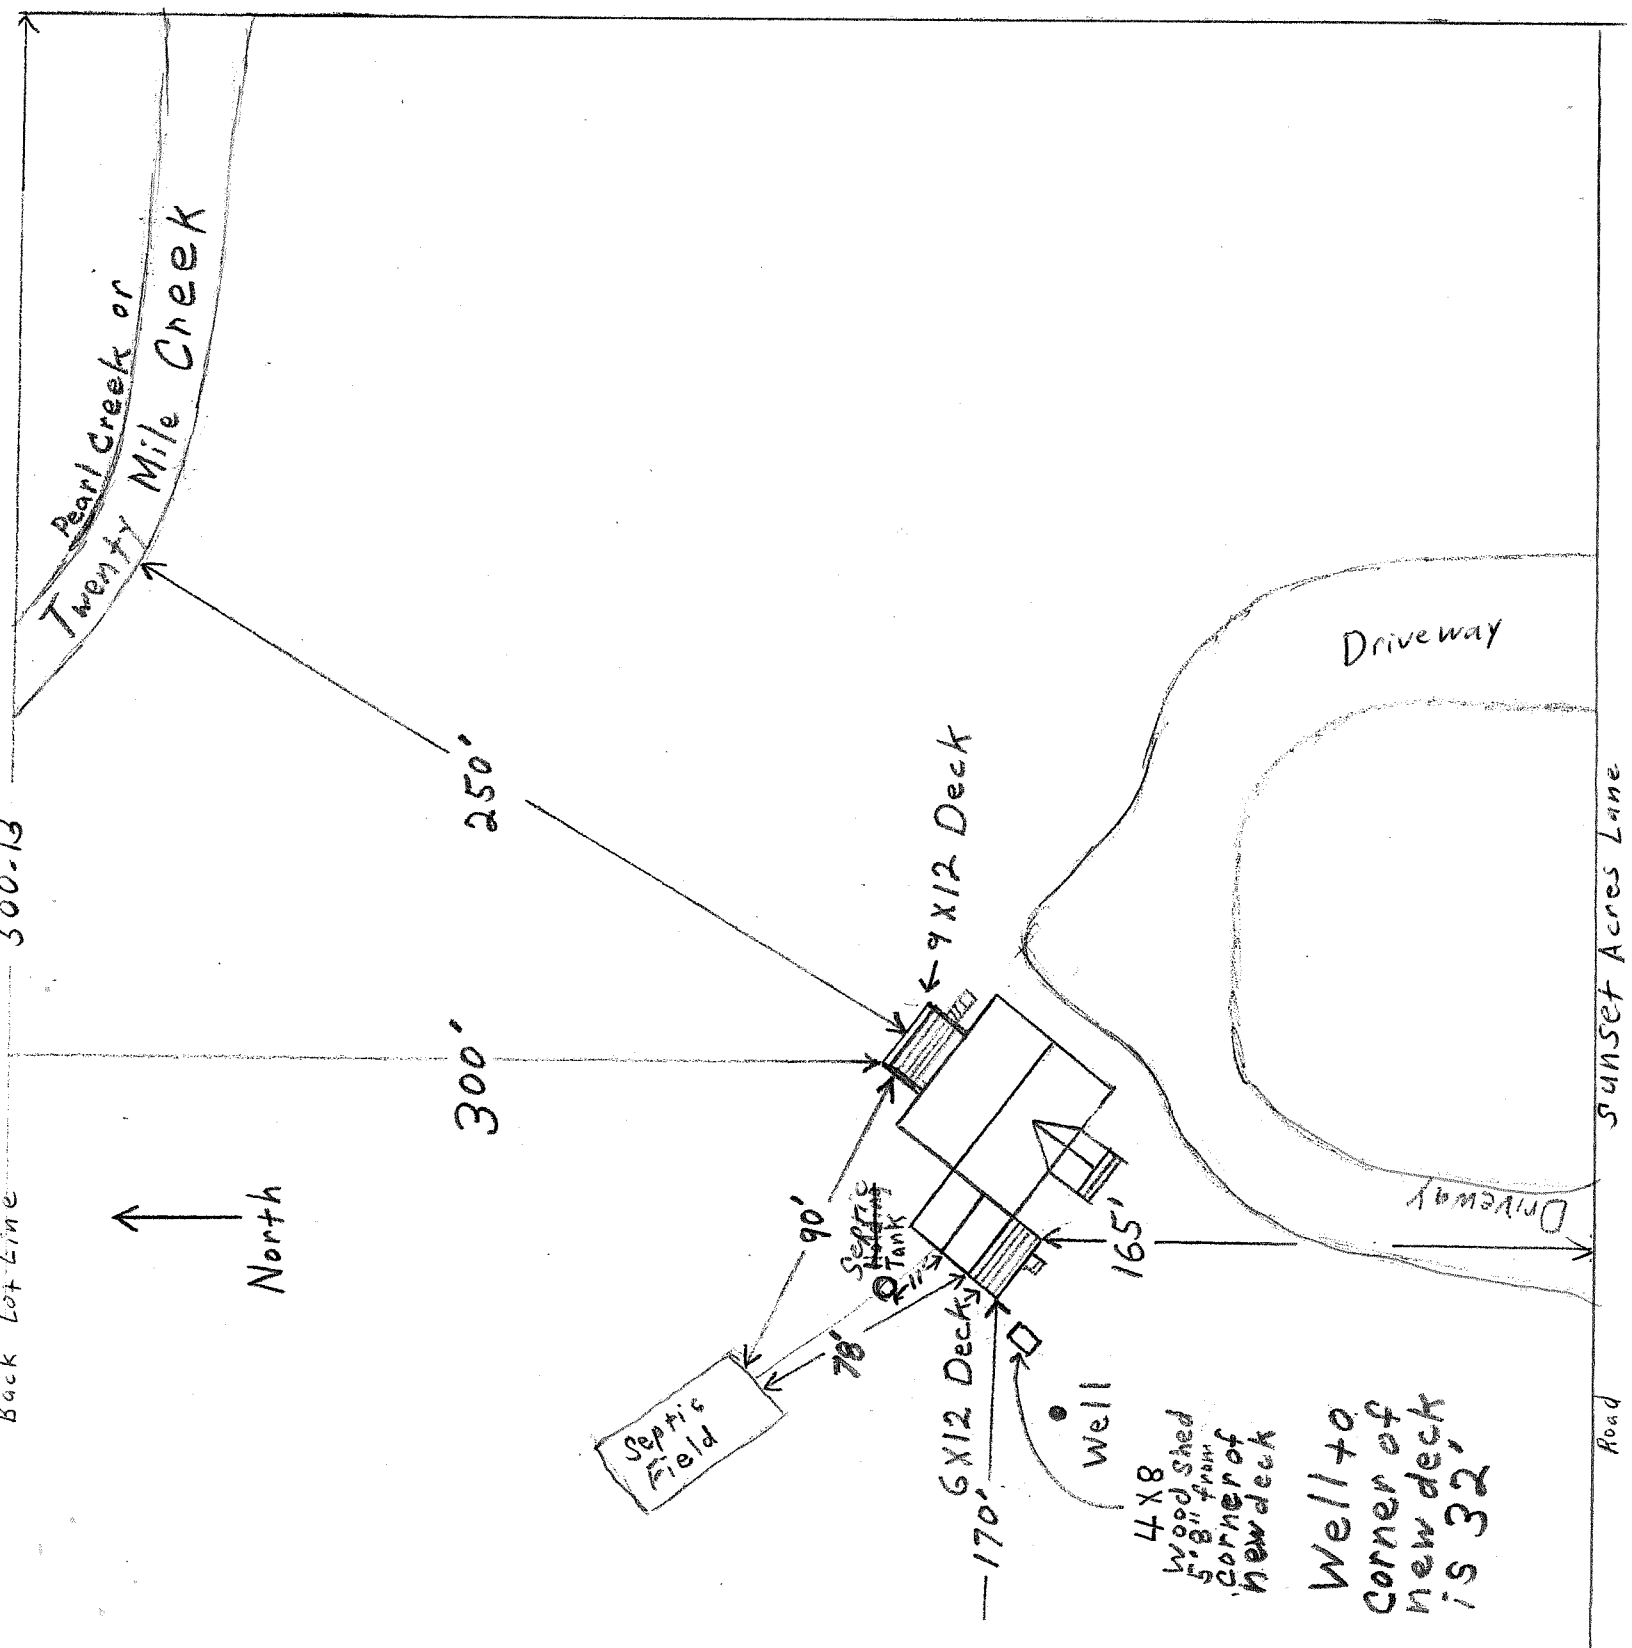 Back Lot Line
300.13
Pearl Creek or
Twenty Mile Creek
250'
300'
North
9X12 Deck
90'
Septic
Tank
11'
78'
Septic
Field
6X12 Deck
170'
165'
Well
4X8
Wood Shed
5'8" from
corner of
new deck
Well to
Corner of
new deck
is 32'
Driveway
Driveway
Sunset Acres Lane
Road